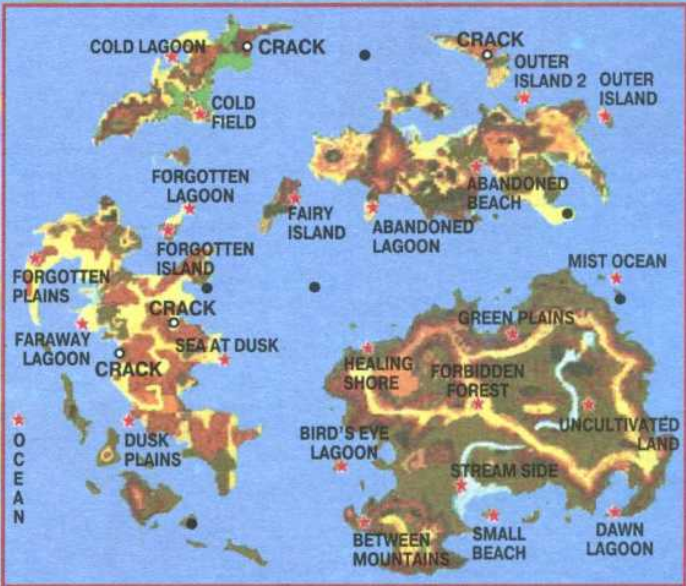 COLD LAGOON
CRACK
COLD
FIELD
CRACK
OUTER
ISLAND 2
OUTER
ISLAND
FORGOTTEN
LAGOON
FAIRY
ISLAND
ABANDONED
LAGOON
ABANDONED
BEACH
FORGOTTEN
ISLAND
FORGOTTEN
PLAINS
MIST OCEAN
CRACK
FARAWAY
LAGOON
SEA AT DUSK
CRACK
GREEN PLAINS
HEALING
SHORE
FORBIDDEN
FOREST
UNCULTIVATED
LAND
OCEAN
DUSK
PLAINS
BIRD'S EYE
LAGOON
STREAM SIDE
BETWEEN
MOUNTAINS
SMALL
BEACH
DAWN
LAGOON